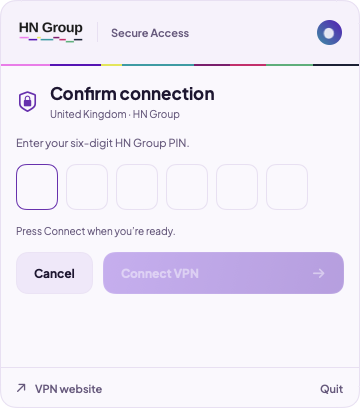 HN Group
Secure Access
Confirm connection
United Kingdom · HN Group
Enter your six-digit HN Group PIN.
Press Connect when you're ready.
Cancel
Connect VPN
VPN website
Quit